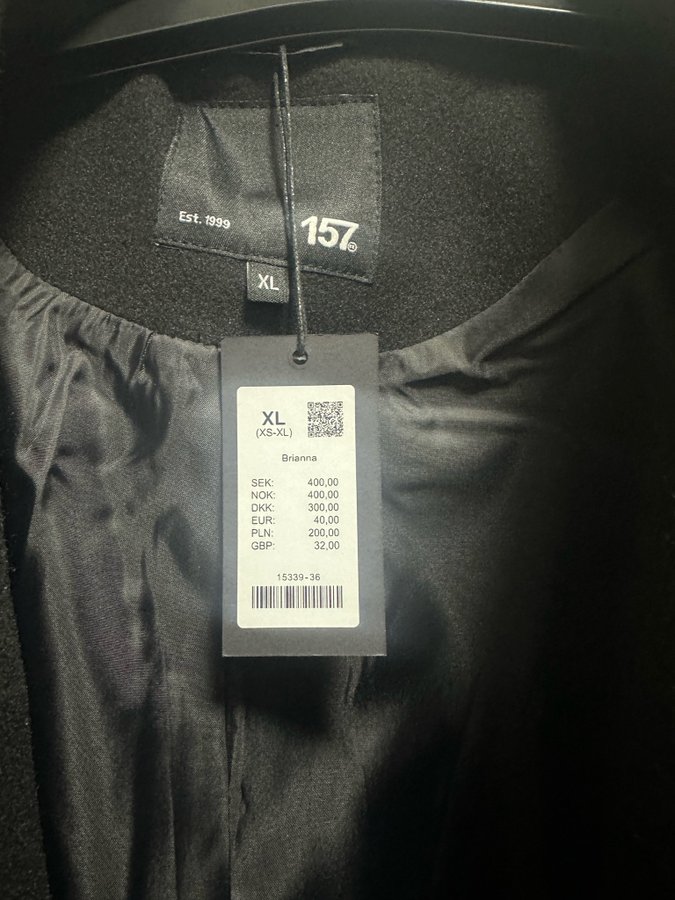 Est. 1999
157
XL
XL
(XS-XL)
Brianna
SEK: 400,00
NOK: 400,00
DKK: 300,00
EUR: 40,00
PLN: 200,00
GBP: 32,00
15339-36